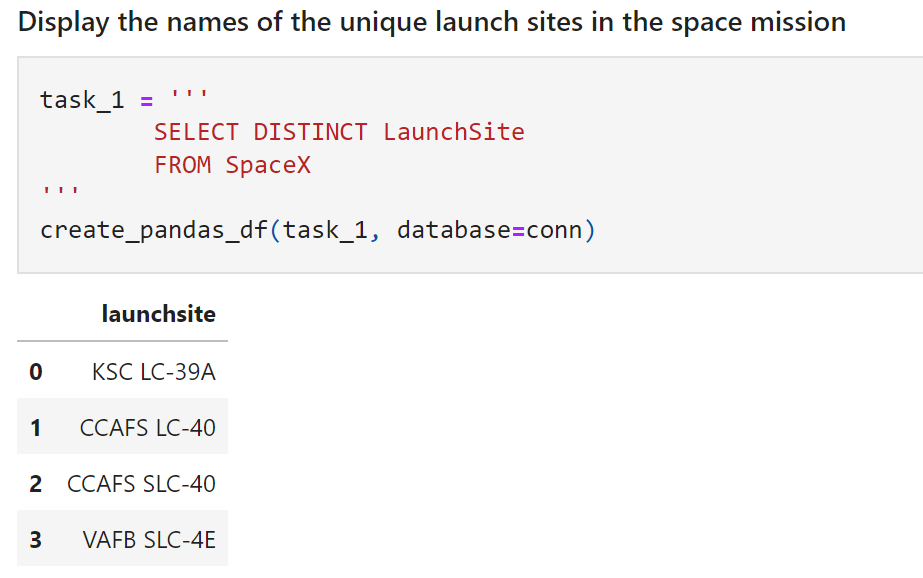 Display the names of the unique launch sites in the space mission
task_1 = '''
SELECT DISTINCT LaunchSite
FROM SpaceX
'''
create_pandas_df(task_1, database=conn)
launchsite
0 KSC LC-39A
1 CCAFS LC-40
2 CCAFS SLC-40
3 VAFB SLC-4E